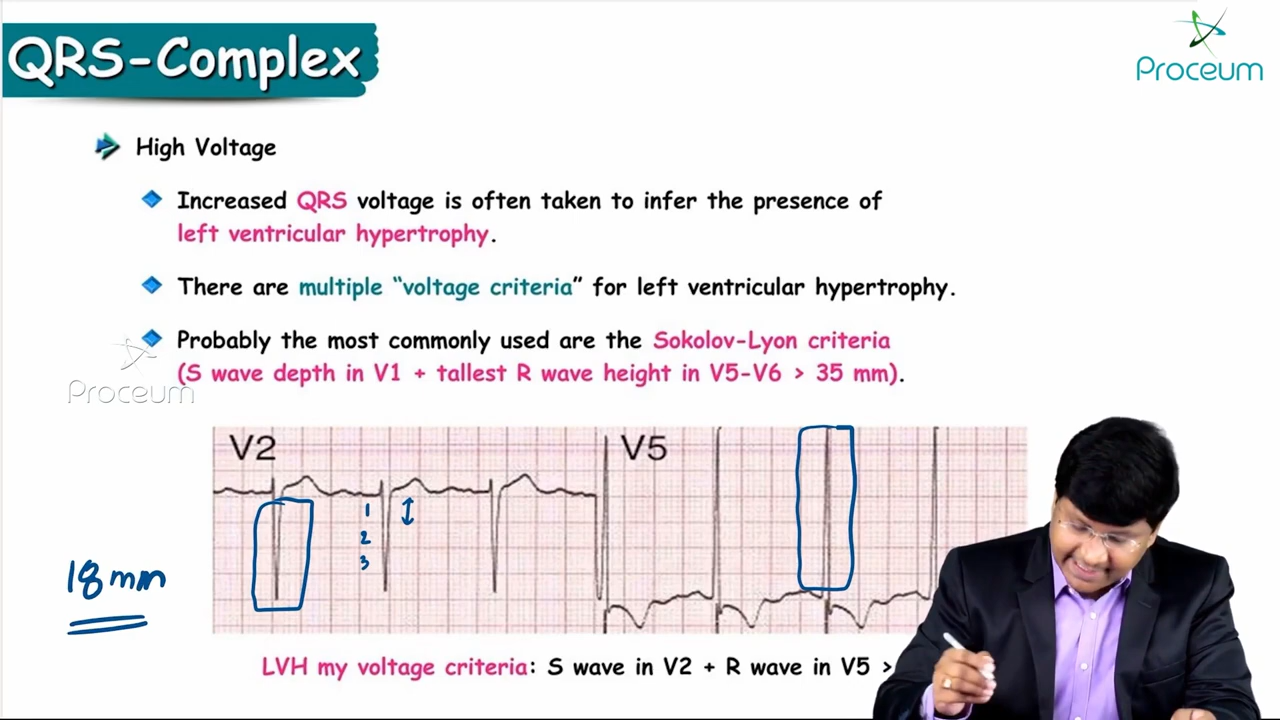 QRS-Complex
Proceum
High Voltage
Increased QRS voltage is often taken to infer the presence of
left ventricular hypertrophy.
There are multiple “voltage criteria” for left ventricular hypertrophy.
Probably the most commonly used are the Sokolov-Lyon criteria
(S wave depth in V1 + tallest R wave height in V5-V6 > 35 mm).
Proceum
V2
V5
1
2
3
18 mm
LVH my voltage criteria: S wave in V2 + R wave in V5 >